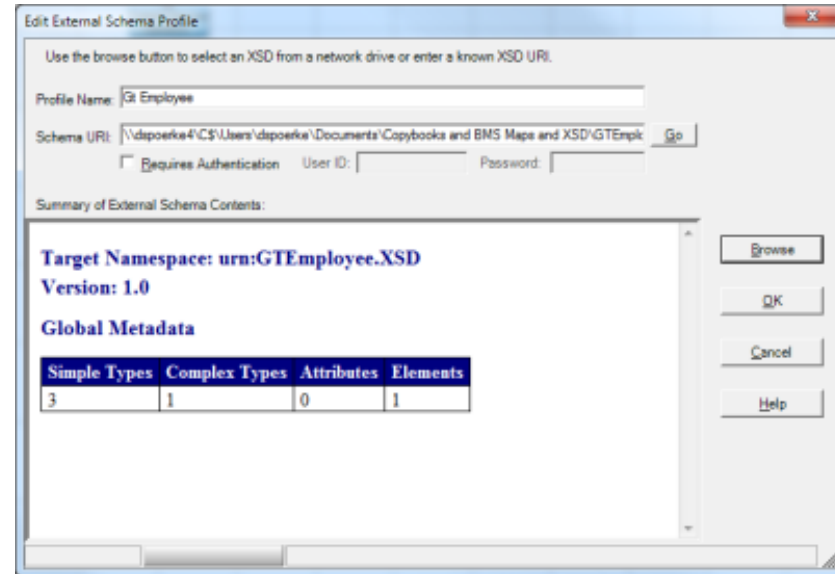 Edit External Schema Profile
Use the browse button to select an XSD from a network drive or enter a known XSD URI.
Profile Name: Gt Employee
Schema URI: \\dspoerke4\C$\Users\dspoerke\Documents\Copybooks and BMS Maps and XSD\GTEmpl Go
Requires Authentication User ID: Password:
Summary of External Schema Contents:
Target Namespace: urn:GTEmployee.XSD
Version: 1.0
Global Metadata
Simple Types Complex Types Attributes Elements
3 1 0 1
Browse
OK
Cancel
Help